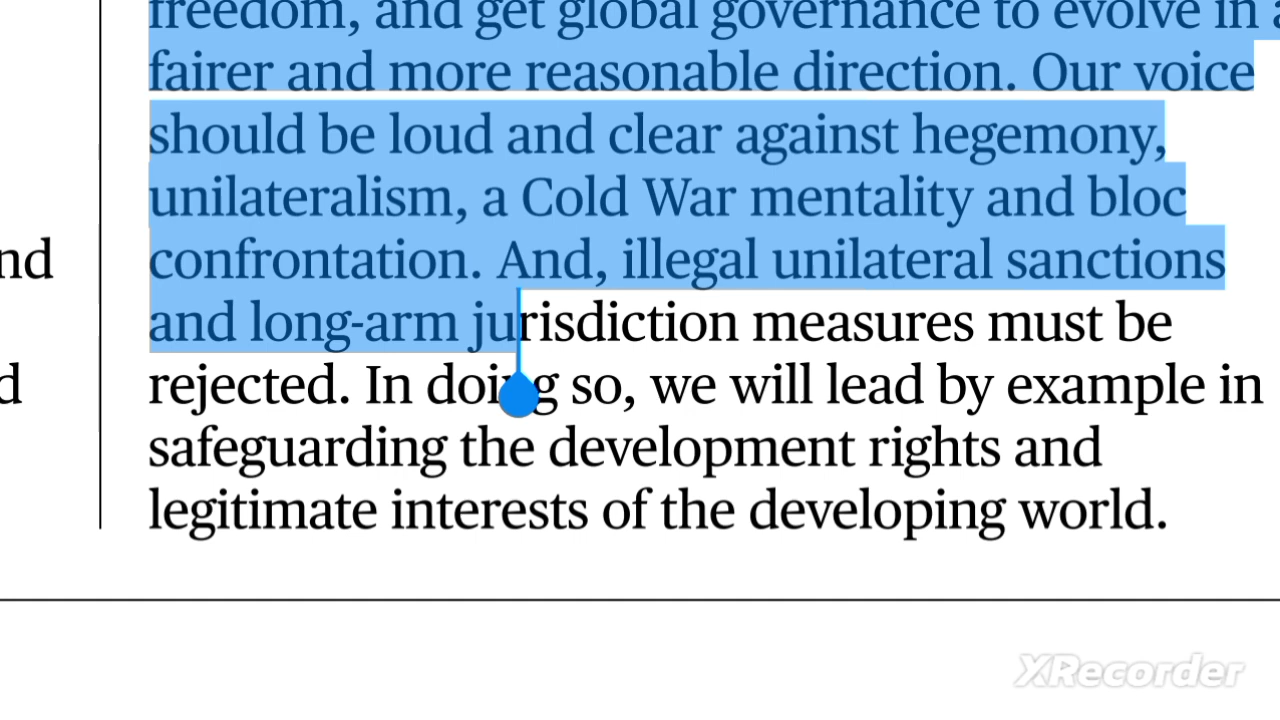 freedom, and get global governance to evolve in a
fairer and more reasonable direction. Our voice
should be loud and clear against hegemony,
unilateralism, a Cold War mentality and bloc
nd
confrontation. And, illegal unilateral sanctions
and long-arm jurisdiction measures must be
d
rejected. In doing so, we will lead by example in
safeguarding the development rights and
legitimate interests of the developing world.
XRecorder